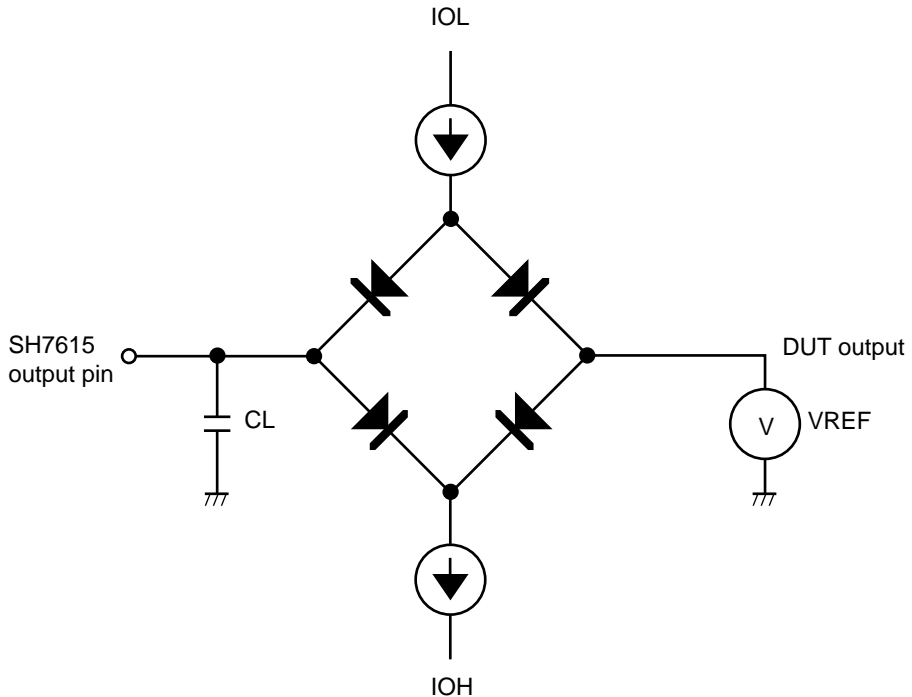 IOL
SH7615
output pin
CL
DUT output
V
VREF
IOH